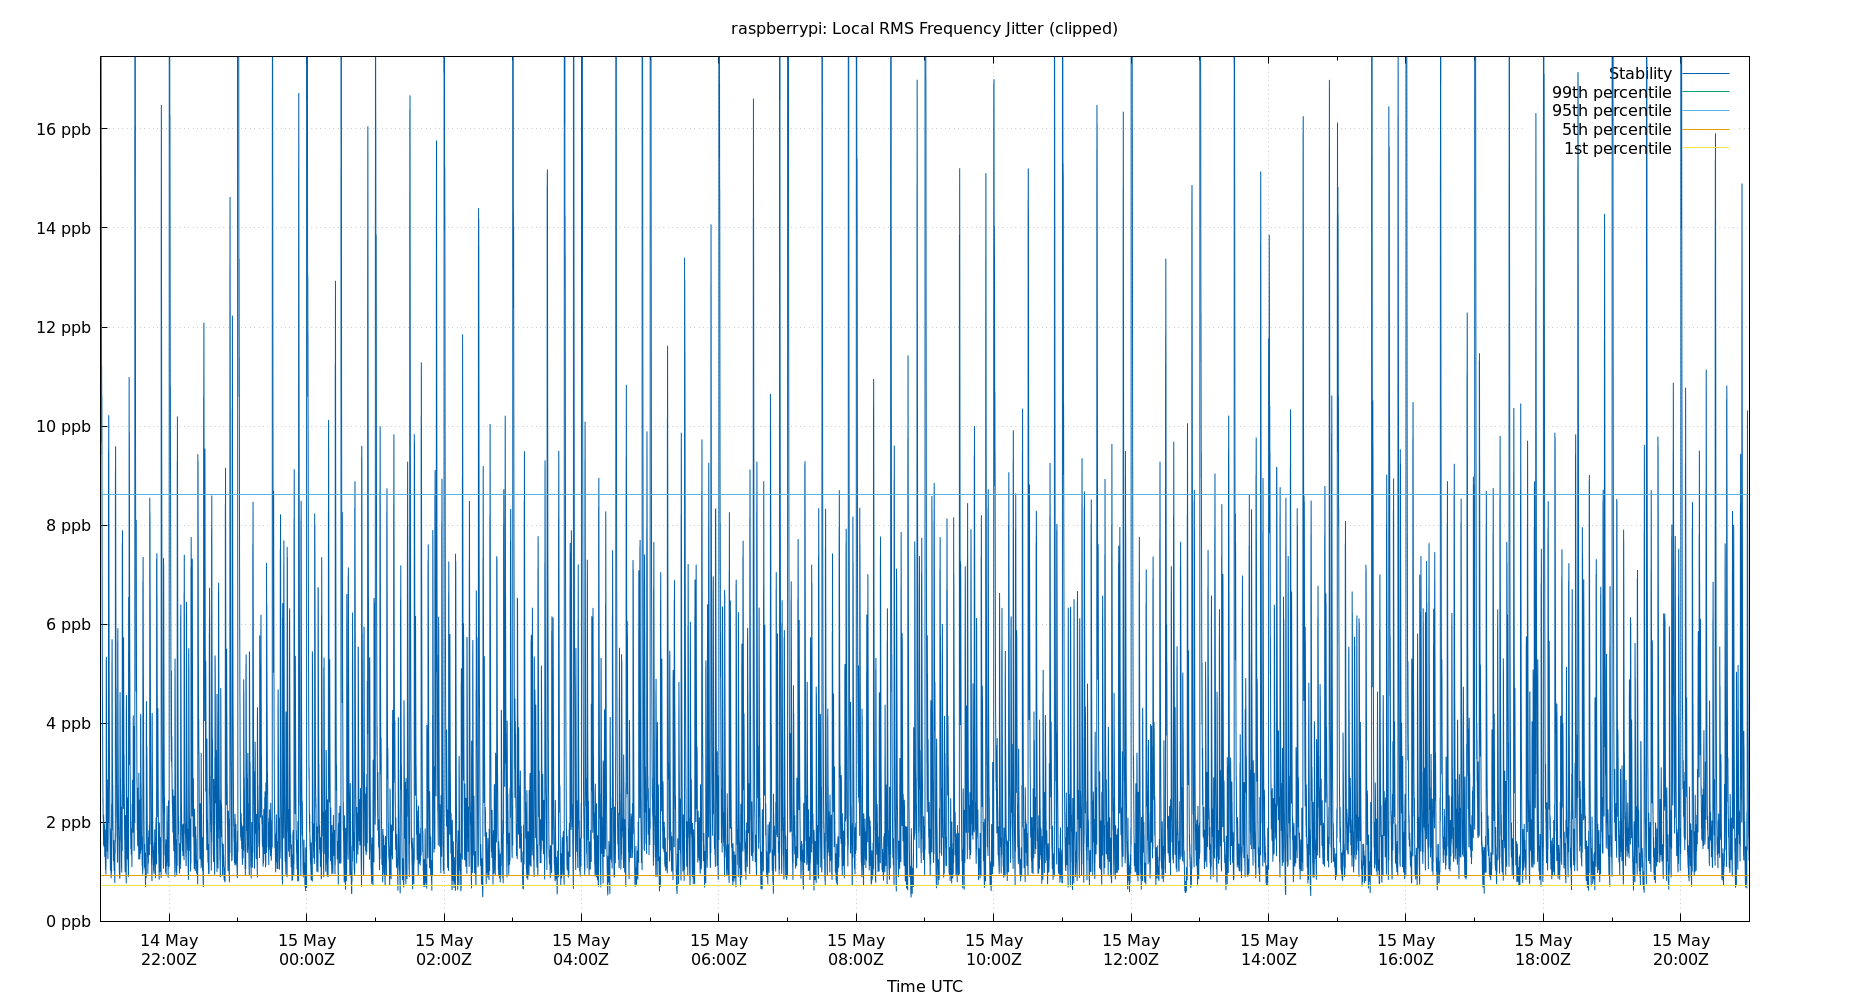 raspberrypi: Local RMS Frequency Jitter (clipped)
Stability
99th percentile
95th percentile
5th percentile
1st percentile
16 ppb
14 ppb
12 ppb
10 ppb
8 ppb
6 ppb
4 ppb
2 ppb
0 ppb
14 May 15 May 15 May 15 May 15 May 15 May 15 May 15 May 15 May 15 May 15 May 15 May
22:00Z 00:00Z 02:00Z 04:00Z 06:00Z 08:00Z 10:00Z 12:00Z 14:00Z 16:00Z 18:00Z 20:00Z
Time UTC